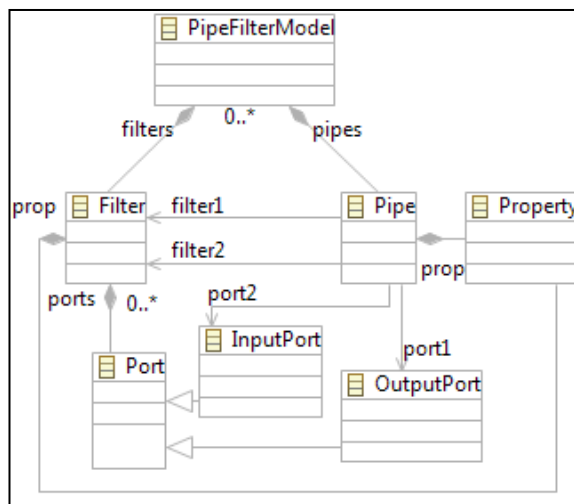 PipeFilterModel
0..*
filters
pipes
prop
Filter
filter1
Pipe
Property
filter2
prop
ports
0..*
port2
InputPort
port1
Port
OutputPort